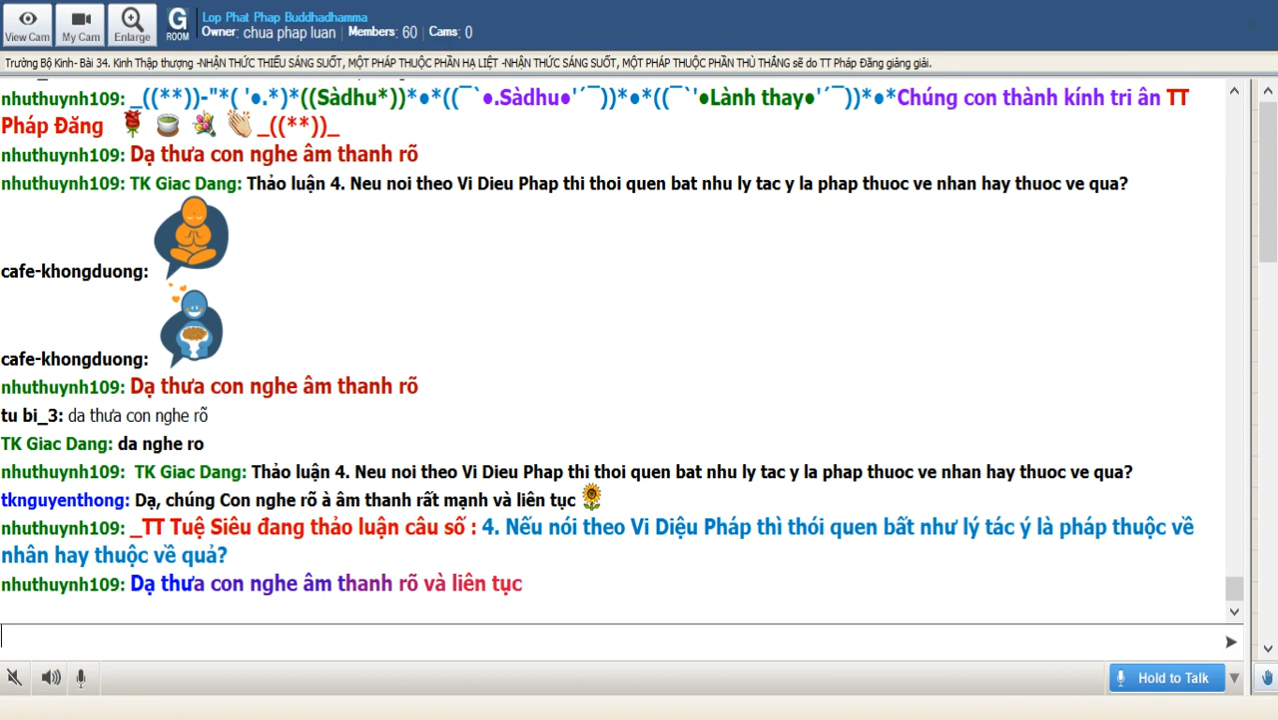 View Cam
My Cam
Enlarge
G
ROOM
Lop Phat Phap Buddhadhamma
Owner: chua phap luan | Members: 60 | Cams: 0
Trường Bộ Kinh- Bài 34. Kinh Thập thượng -NHẬN THỨC THIẾU SÁNG SUỐT, MỘT PHÁP THUỘC PHẦN HẠ LIỆT -NHẬN THỨC SÁNG SUỐT, MỘT PHÁP THUỘC PHẦN THÙ THẮNG sẽ do TT Pháp Đăng giảng giải.
nhuthuynh109: _((**))-"*( '●.*)*((Sàdhu*))*●*((¯`●.Sàdhu●'´¯))*●*((¯`'●Lành thay●'´¯))*●*Chúng con thành kính tri ân TT
Pháp Đăng _((**))_
nhuthuynh109: Dạ thưa con nghe âm thanh rõ
nhuthuynh109: TK Giac Dang: Thảo luận 4. Neu noi theo Vi Dieu Phap thi thoi quen bat nhu ly tac y la phap thuoc ve nhan hay thuoc ve qua?
cafe-khongduong:
cafe-khongduong:
nhuthuynh109: Dạ thưa con nghe âm thanh rõ
tu bi_3: da thưa con nghe rõ
TK Giac Dang: da nghe ro
nhuthuynh109: TK Giac Dang: Thảo luận 4. Neu noi theo Vi Dieu Phap thi thoi quen bat nhu ly tac y la phap thuoc ve nhan hay thuoc ve qua?
tknguyenthong: Dạ, chúng Con nghe rõ à âm thanh rất mạnh và liên tục
nhuthuynh109: _TT Tuệ Siêu đang thảo luận câu số : 4. Nếu nói theo Vi Diệu Pháp thì thói quen bất như lý tác ý là pháp thuộc về
nhân hay thuộc về quả?
nhuthuynh109: Dạ thưa con nghe âm thanh rõ và liên tục
Hold to Talk